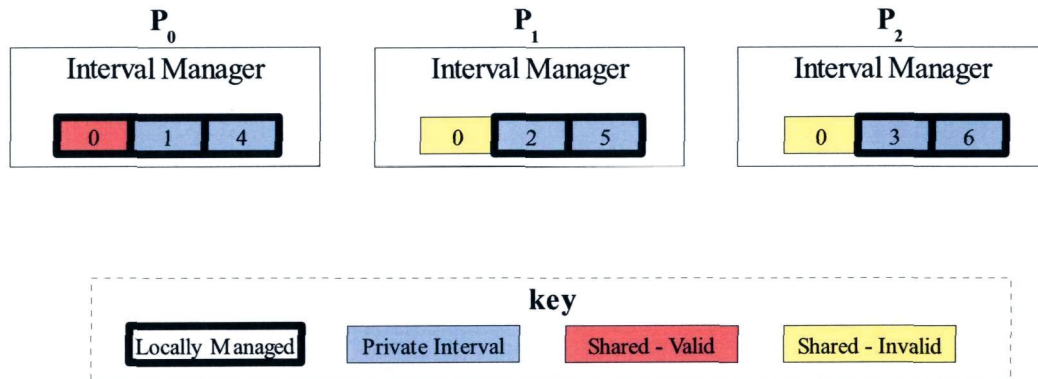 P0 P1 P2
Interval Manager Interval Manager Interval Manager
0 1 4 0 2 5 0 3 6
key
Locally Managed Private Interval Shared - Valid Shared - Invalid